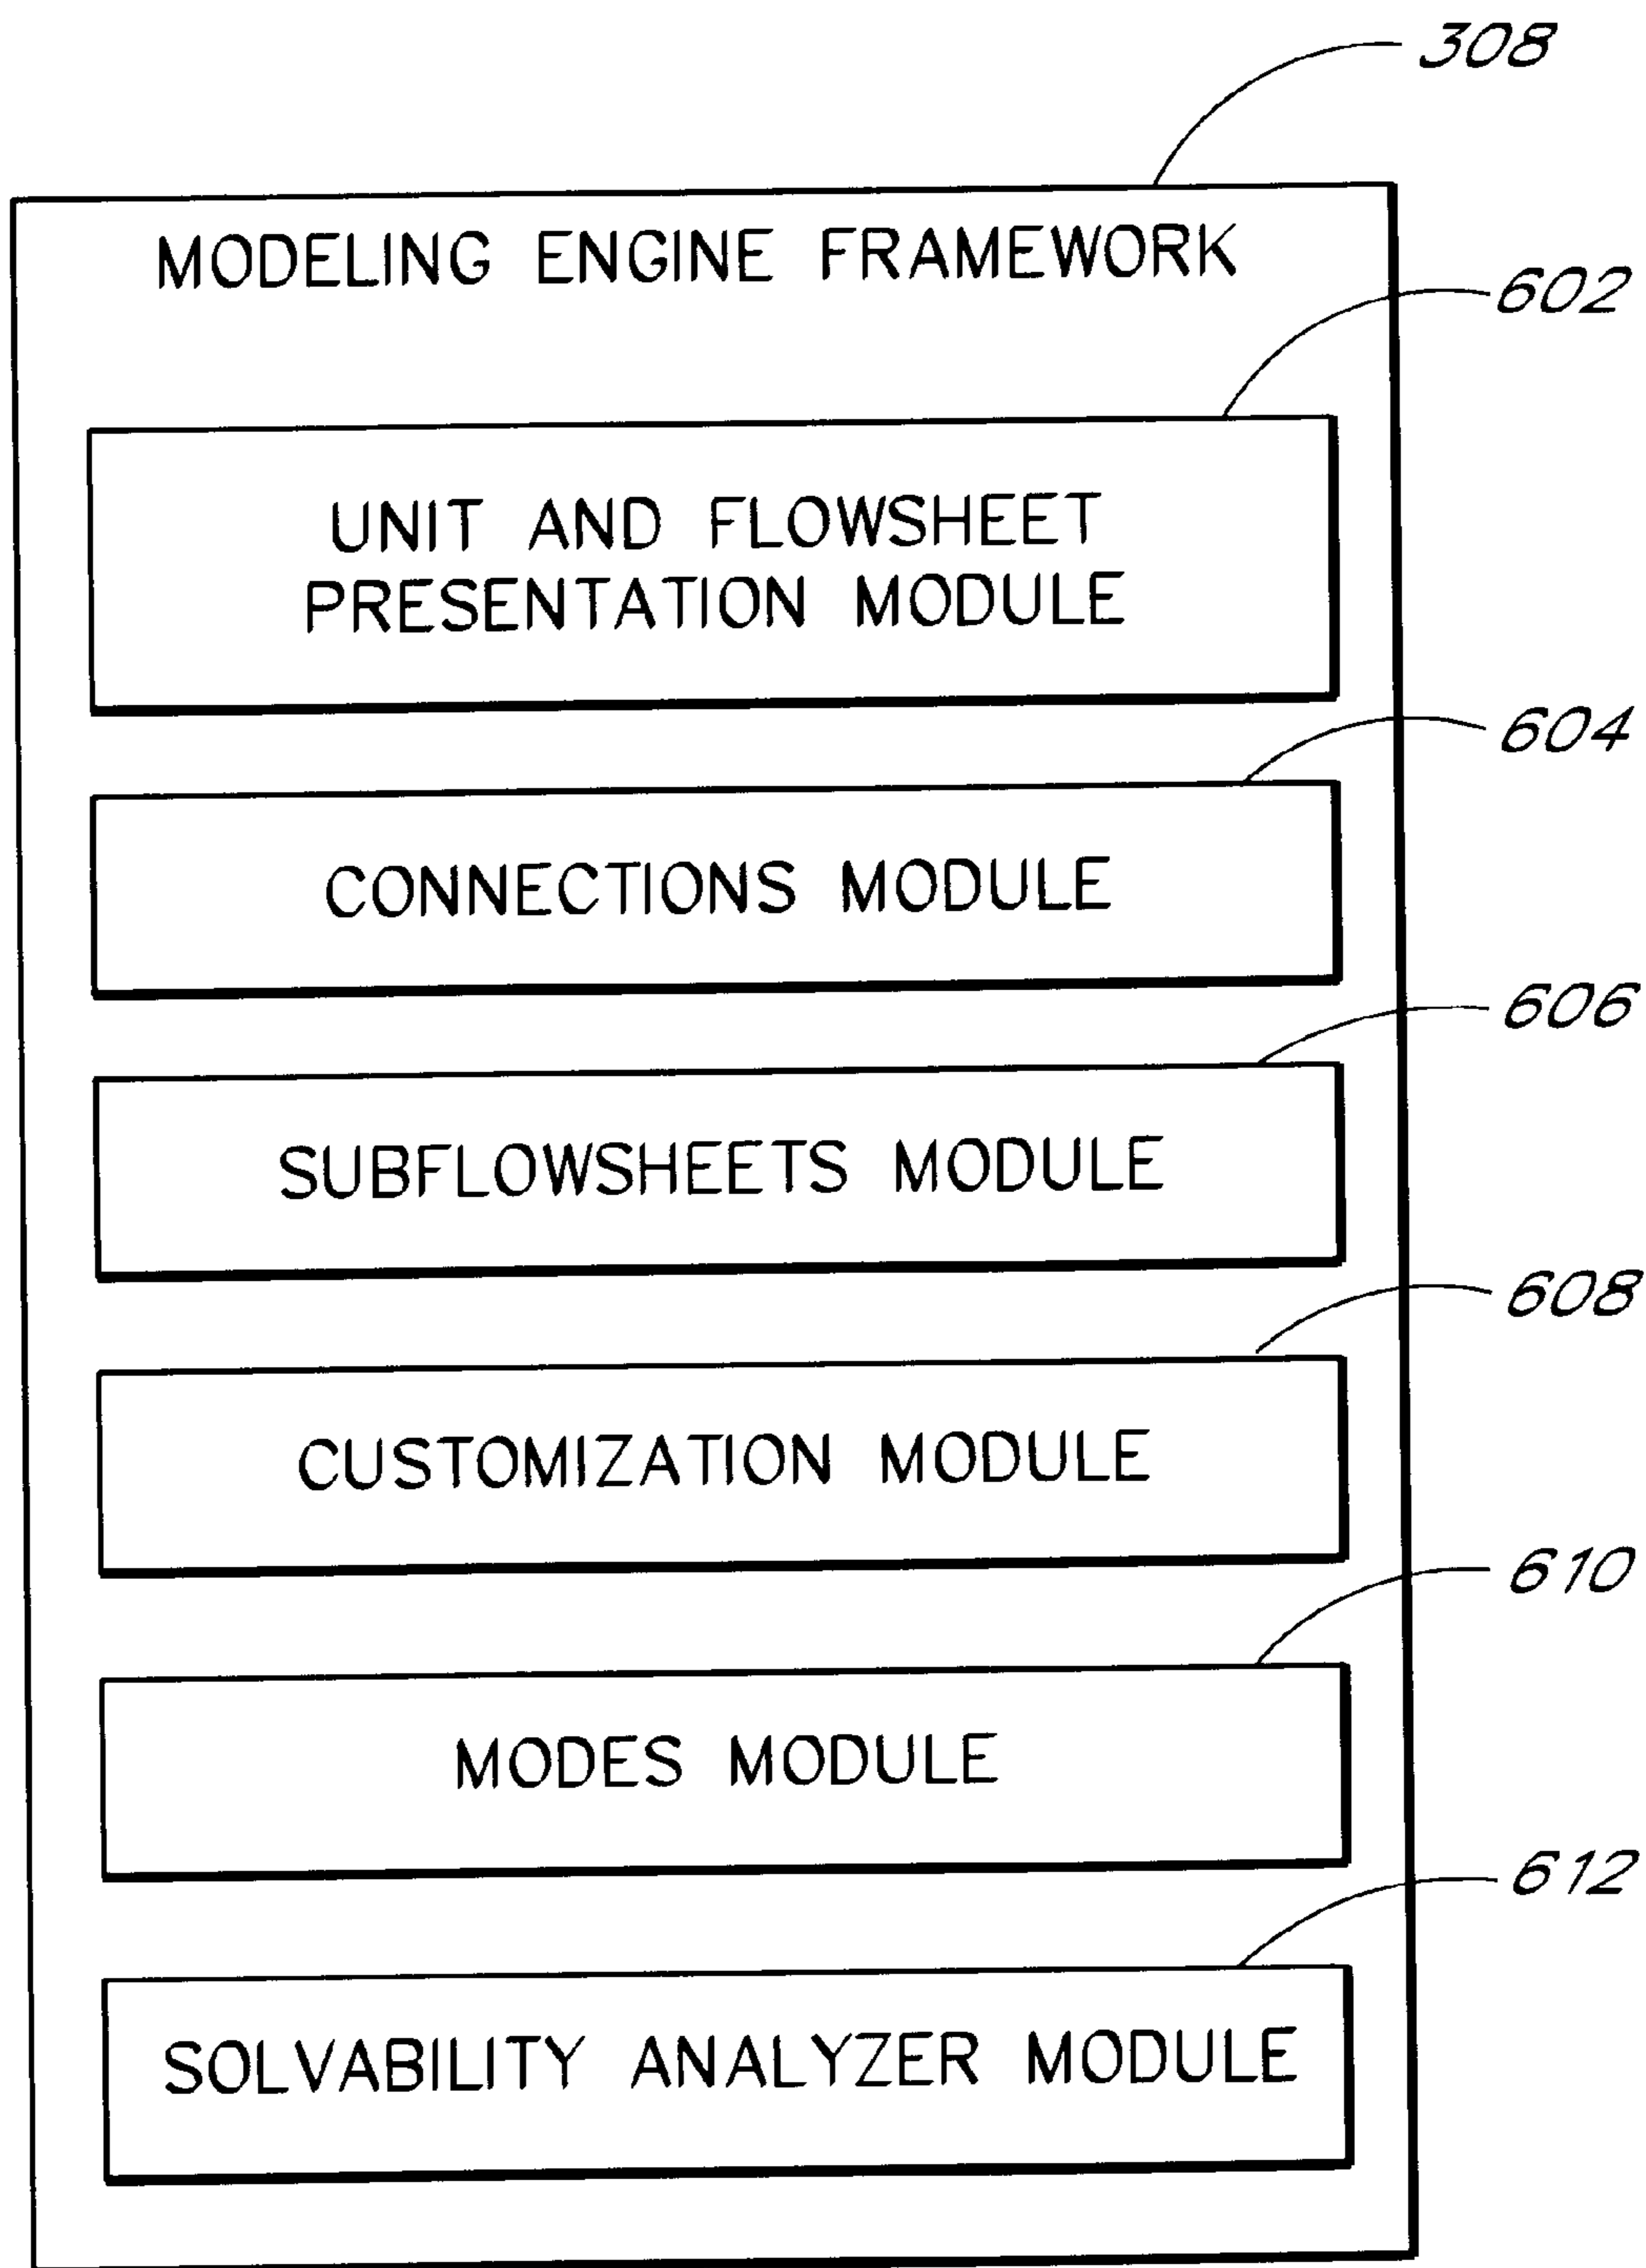 308
MODELING ENGINE FRAMEWORK
602
UNIT AND FLOWSHEET
PRESENTATION MODULE
604
CONNECTIONS MODULE
606
SUBFLOWSHEETS MODULE
608
CUSTOMIZATION MODULE
610
MODES MODULE
612
SOLVABILITY ANALYZER MODULE